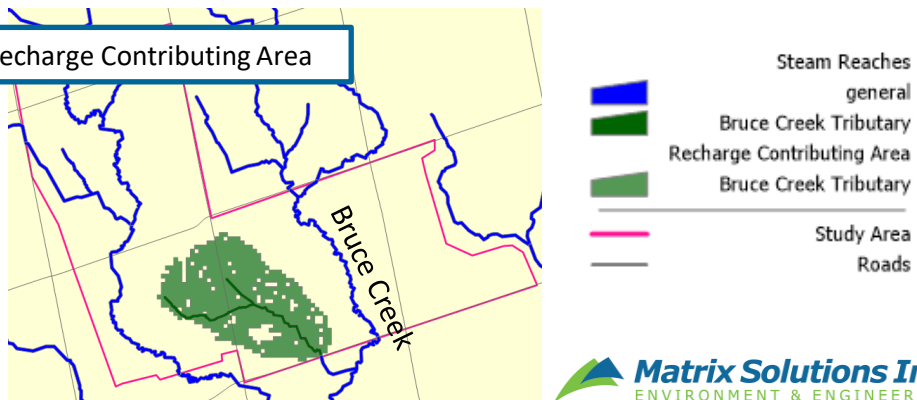 echarge Contributing Area
Bruce Creek
Steam Reaches
general
Bruce Creek Tributary
Recharge Contributing Area
Bruce Creek Tributary
Study Area
Roads
Matrix Solutions In
ENVIRONMENT & ENGINEER